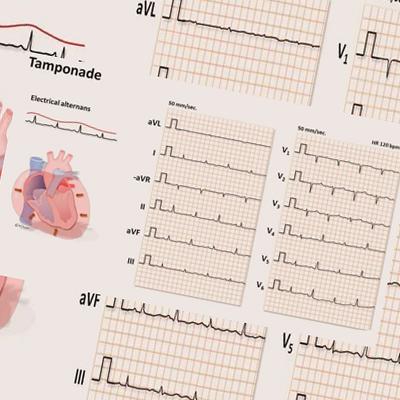 aVL
V1
Tamponade
Electrical alternans
50 mm/sec.
aVL
I
-aVR
II
aVF
III
50 mm/sec.
HR 120 bpm
V1
V2
V3
V4
V5
V6
aVF
III
V5